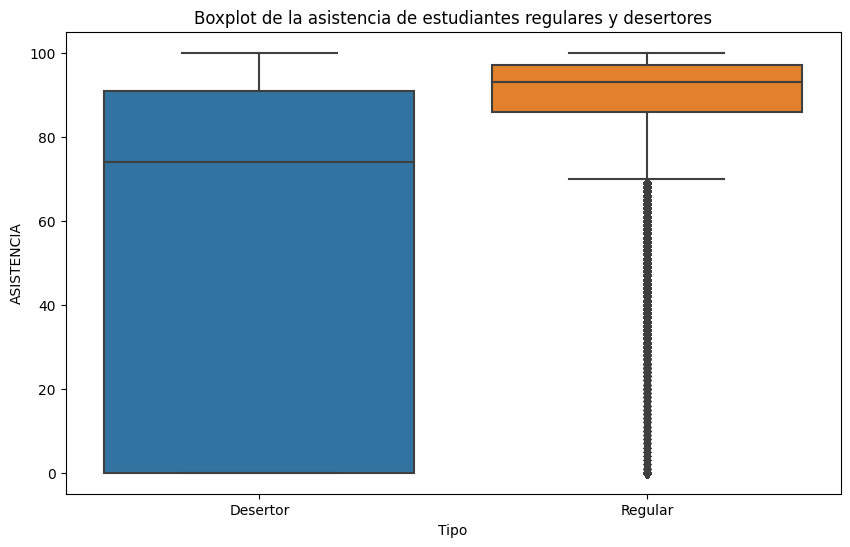 Boxplot de la asistencia de estudiantes regulares y desertores
100
80
60
40
20
0
ASISTENCIA
Desertor
Regular
Tipo